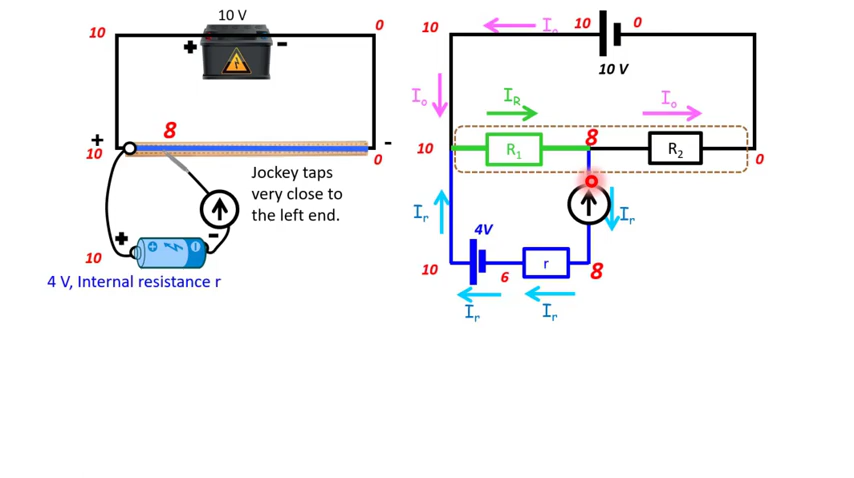 10 V
10
0
+
-
8
+
10
-
0
Jockey taps
very close to
the left end.
+
-
10
4 V, Internal resistance r
10
I₀
10
0
10 V
I₀
I_R
I₀
10
R₁
8
R₂
0
I_r
I_r
4V
10
6
r
8
I_r
I_r